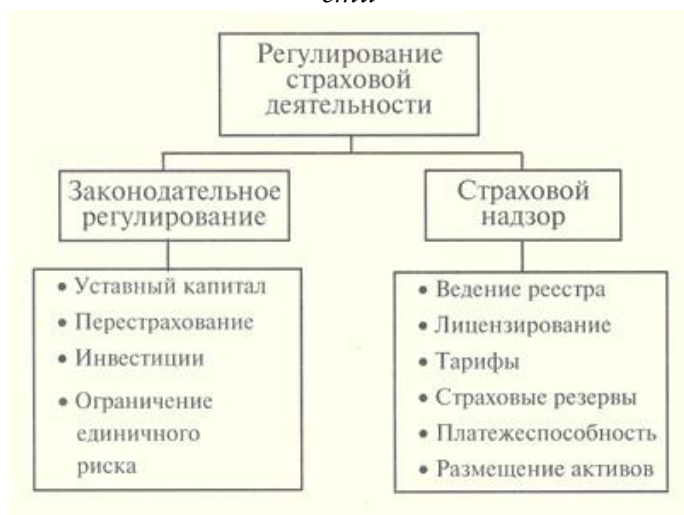 сти
Регулирование
страховой
деятельности
Законодательное
регулирование
Страховой
надзор
• Уставный капитал
• Перестрахование
• Инвестиции
• Ограничение
единичного
риска
• Ведение реестра
• Лицензирование
• Тарифы
• Страховые резервы
• Платежеспособность
• Размещение активов